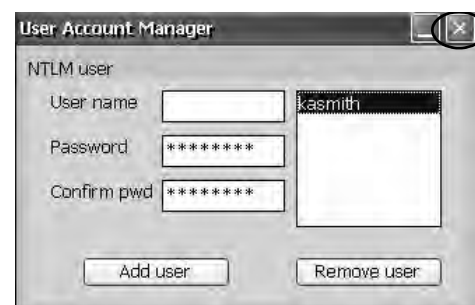 User Account Manager
NTLM user
User name
kasmith
Password ********
Confirm pwd ********
Add user Remove user